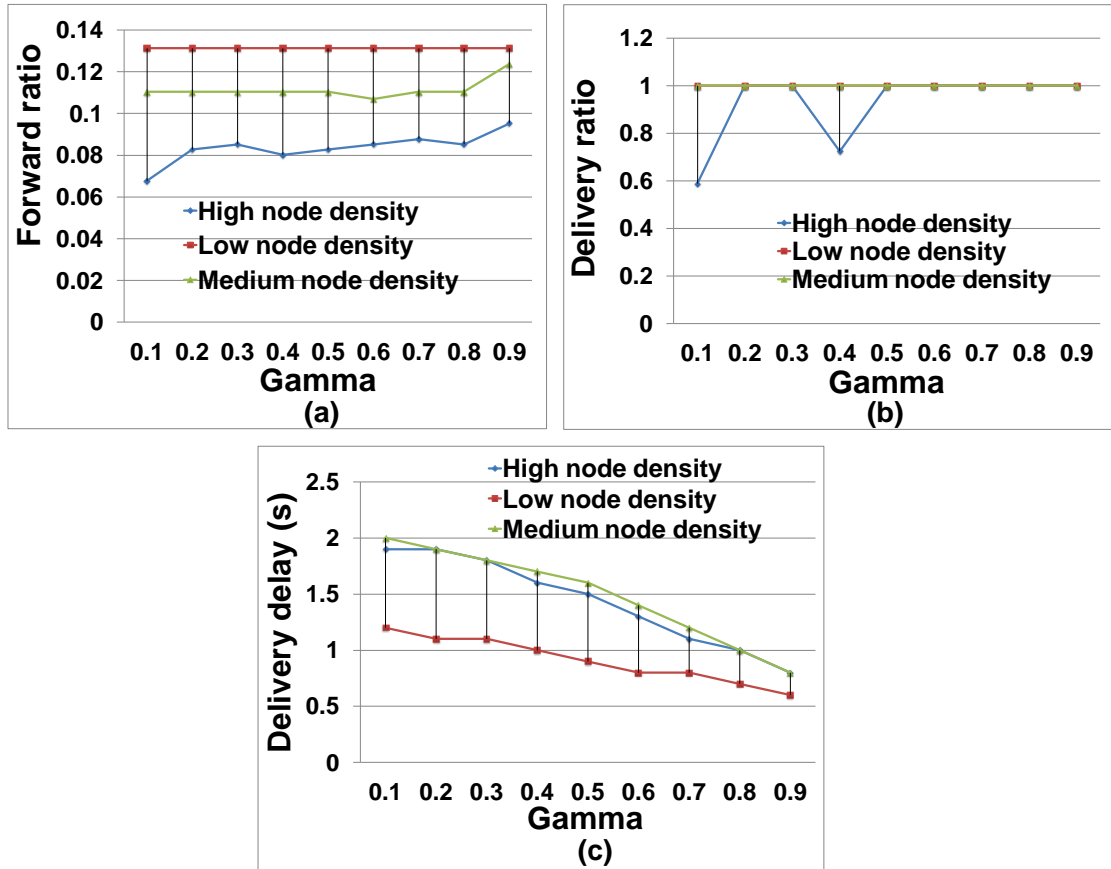 0.14
0.12
0.1
0.08
0.06
0.04
0.02
0
Forward ratio
High node density
Low node density
Medium node density
0.1 0.2 0.3 0.4 0.5 0.6 0.7 0.8 0.9
Gamma
(a)
1.2
1
0.8
0.6
0.4
0.2
0
Delivery ratio
High node density
Low node density
Medium node density
0.1 0.2 0.3 0.4 0.5 0.6 0.7 0.8 0.9
Gamma
(b)
2.5
2
1.5
1
0.5
0
Delivery delay (s)
High node density
Low node density
Medium node density
0.1 0.2 0.3 0.4 0.5 0.6 0.7 0.8 0.9
Gamma
(c)